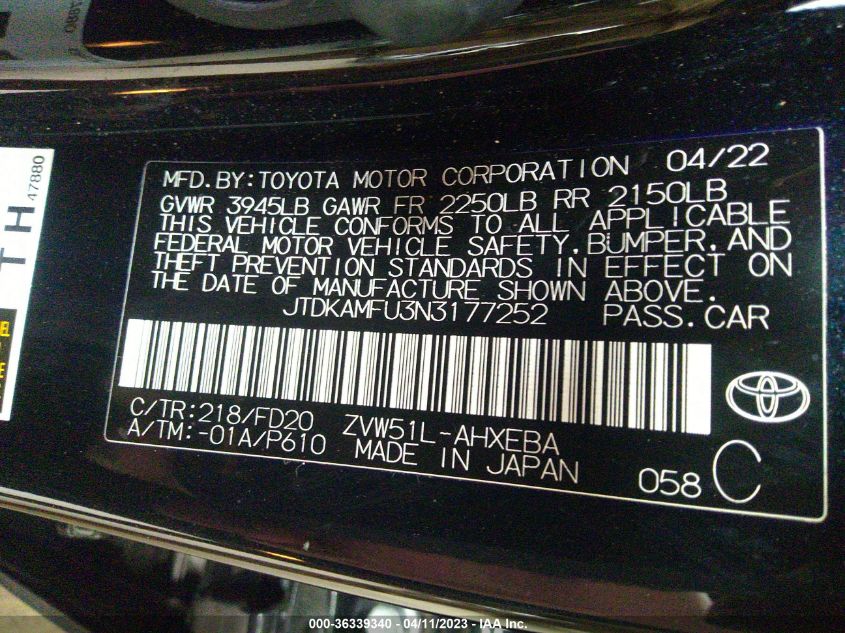 MFD.BY:TOYOTA MOTOR CORPORATION 04/22
GVWR 3945LB GAWR FR 2250LB RR 2150LB
THIS VEHICLE CONFORMS TO ALL APPLICABLE
FEDERAL MOTOR VEHICLE SAFETY,BUMPER,AND
THEFT PREVENTION STANDARDS IN EFFECT ON
THE DATE OF MANUFACTURE SHOWN ABOVE.
JTDKAMFU3N3177252 PASS.CAR
C/TR:218/FD20 ZVW51L-AHXEBA
A/TM:-01A/P610 MADE IN JAPAN
058 C
TH
47880
000-36339340 - 04/11/2023 - IAA Inc.